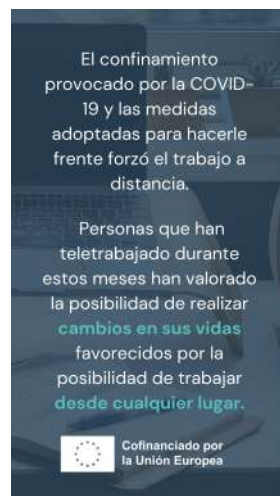 El confinamiento
provocado por la COVID-
19 y las medidas
adoptadas para hacerle
frente forzó el trabajo a
distancia.
Personas que han
teletrabajado durante
estos meses han valorado
la posibilidad de realizar
cambios en sus vidas
favorecidos por la
posibilidad de trabajar
desde cualquier lugar.
Cofinanciado por
la Unión Europea